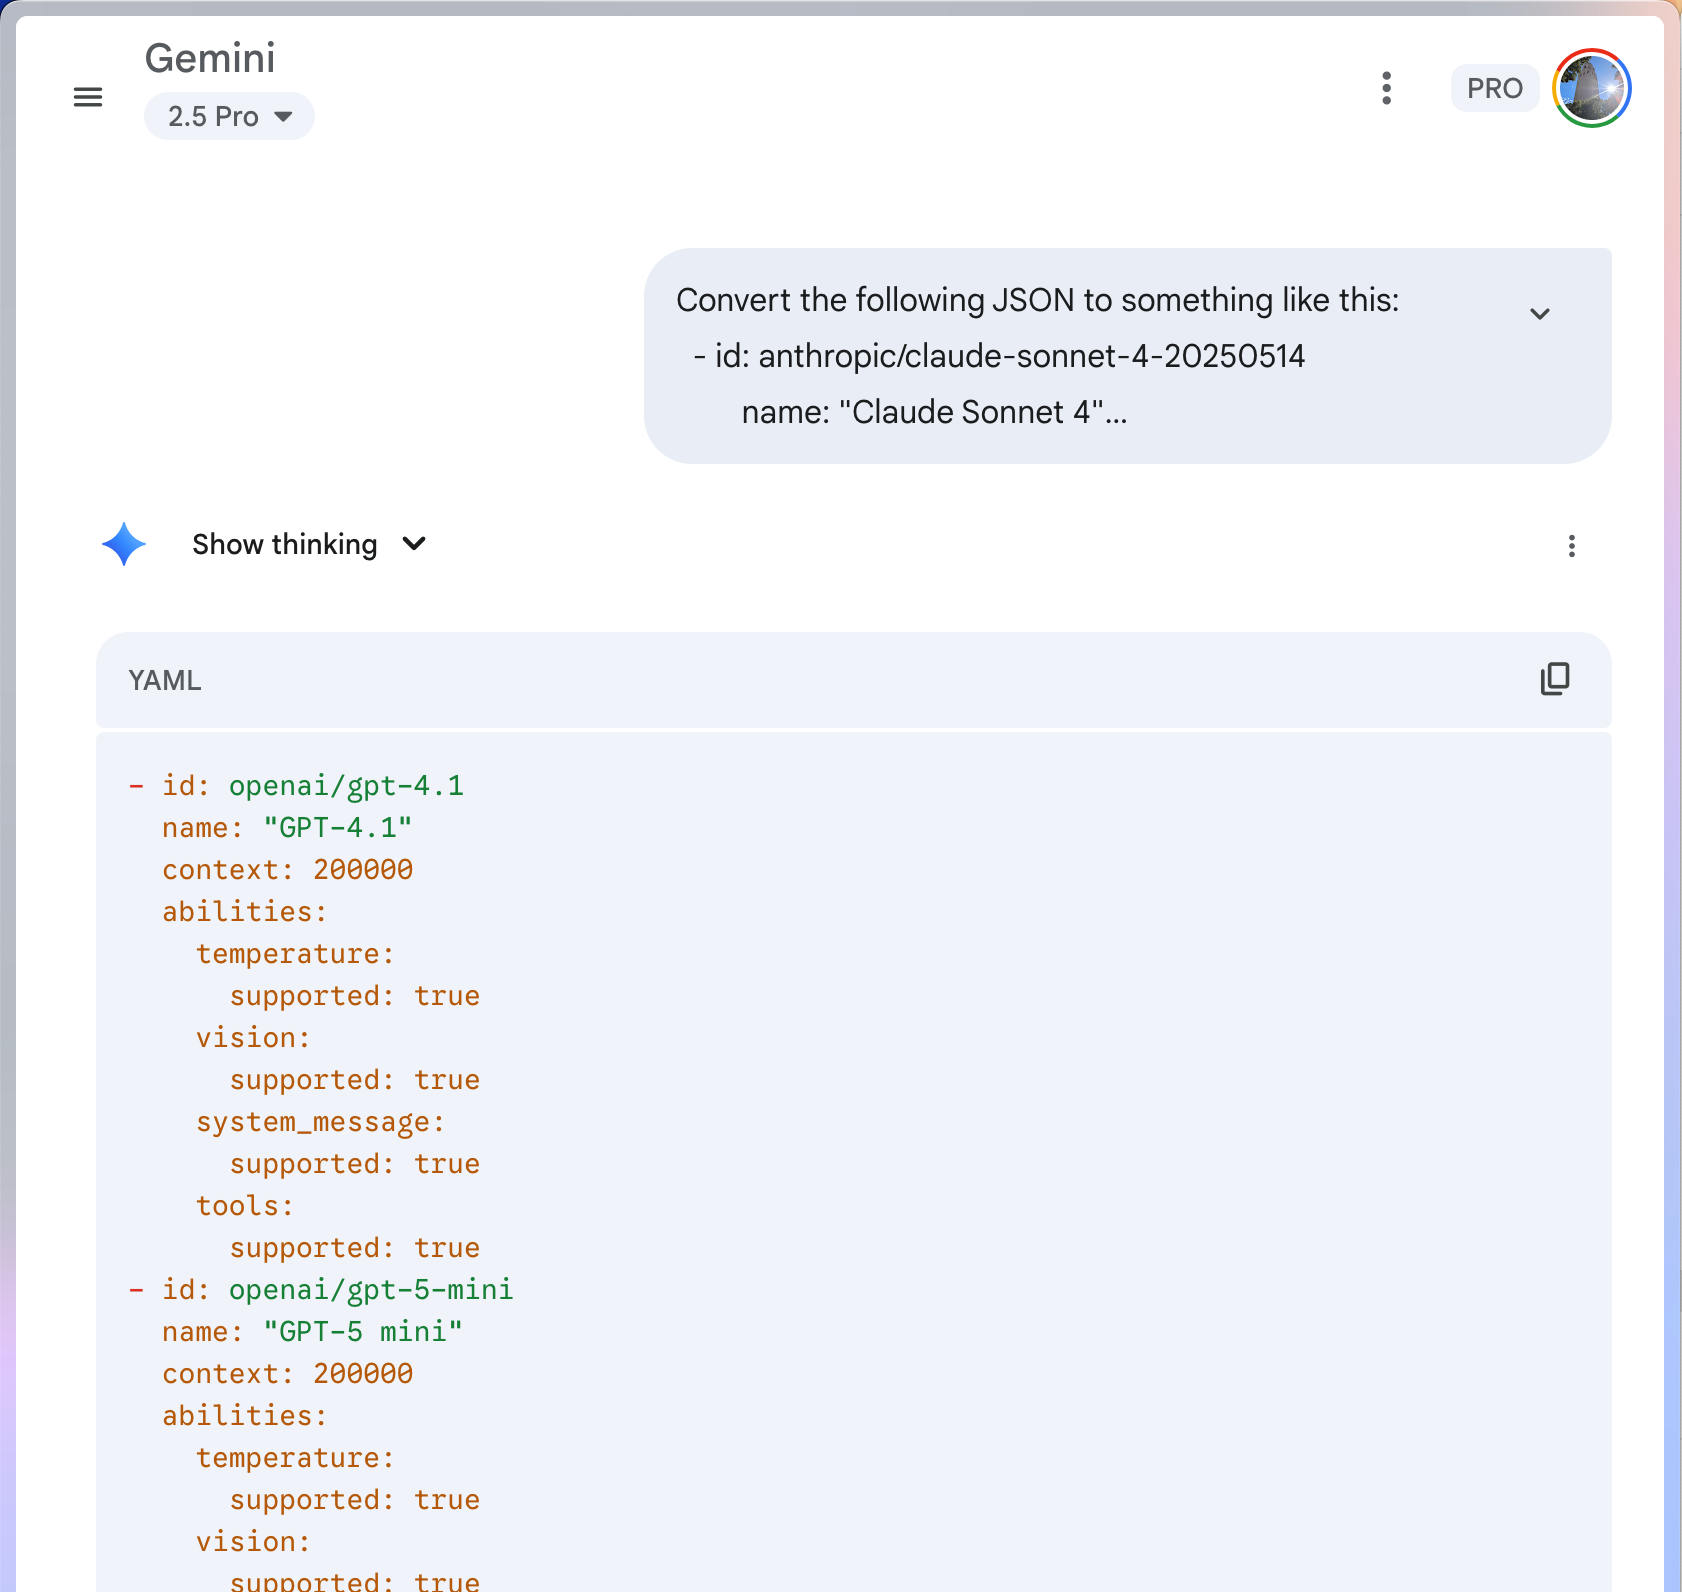 Gemini
2.5 Pro
PRO
Convert the following JSON to something like this:
- id: anthropic/claude-sonnet-4-20250514
name: "Claude Sonnet 4"...
Show thinking
YAML
- id: openai/gpt-4.1
name: "GPT-4.1"
context: 200000
abilities:
temperature:
supported: true
vision:
supported: true
system_message:
supported: true
tools:
supported: true
- id: openai/gpt-5-mini
name: "GPT-5 mini"
context: 200000
abilities:
temperature:
supported: true
vision:
supported: true